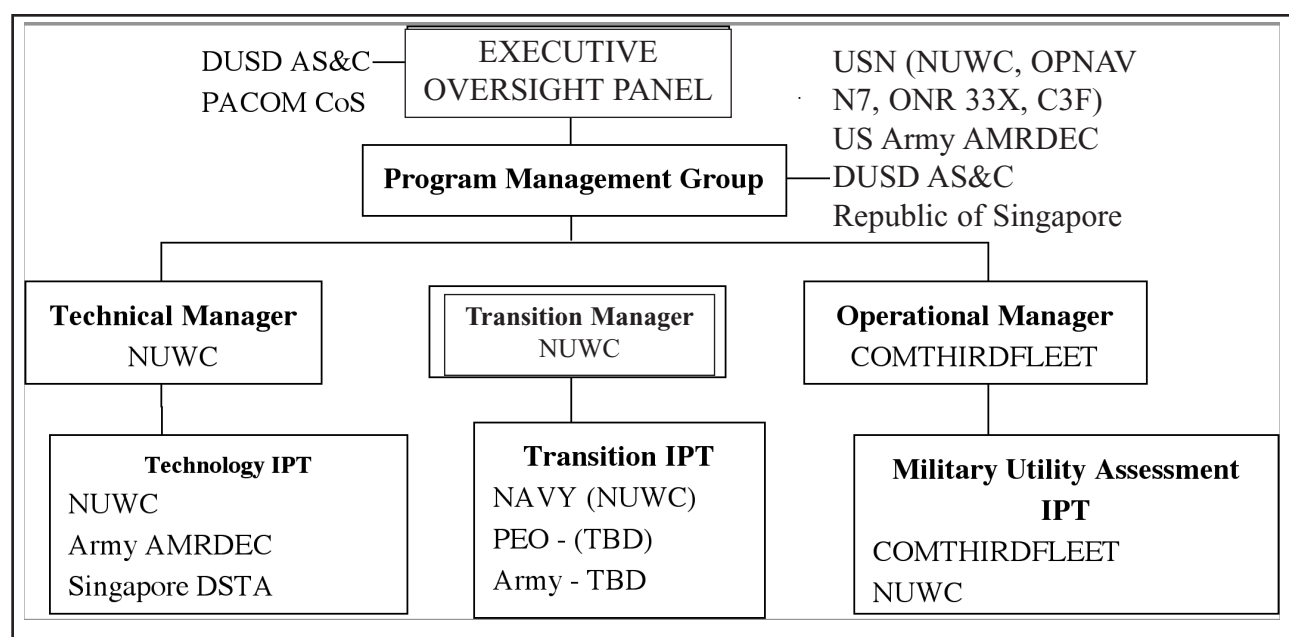 DUSD AS&C
PACOM CoS
EXECUTIVE
OVERSIGHT PANEL
USN (NUWC, OPNAV
N7, ONR 33X, C3F)
US Army AMRDEC
DUSD AS&C
Republic of Singapore
Program Management Group
Technical Manager
NUWC
Transition Manager
NUWC
Operational Manager
COMTHIRDFLEET
Technology IPT
NUWC
Army AMRDEC
Singapore DSTA
Transition IPT
NAVY (NUWC)
PEO - (TBD)
Army - TBD
Military Utility Assessment
IPT
COMTHIRDFLEET
NUWC